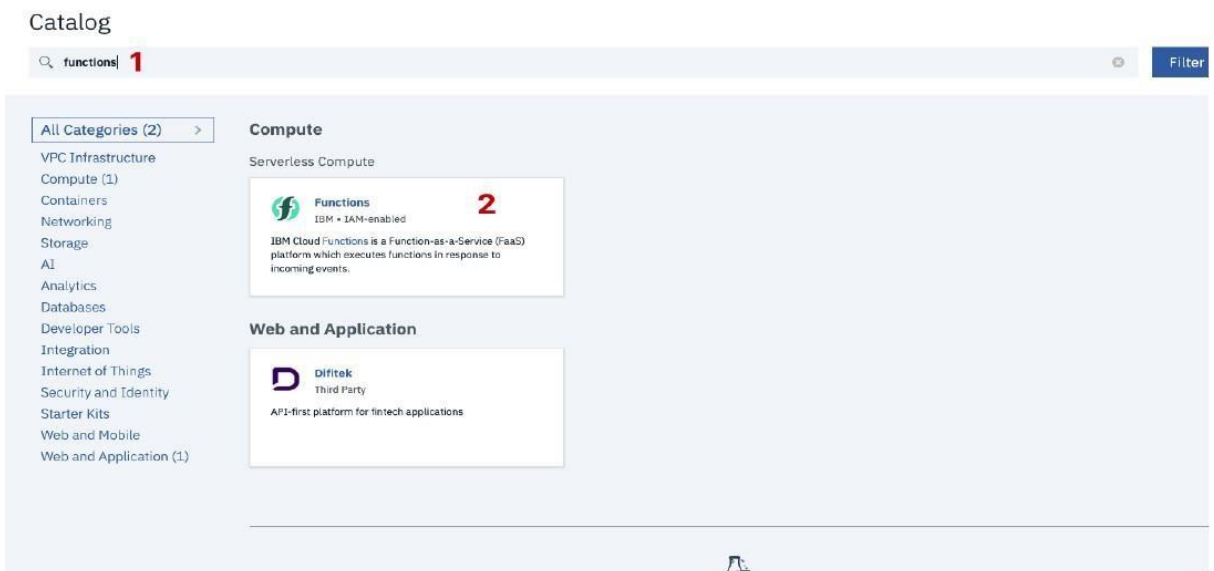 Catalog
functions 1
Filter
All Categories (2) >
VPC Infrastructure
Compute (1)
Containers
Networking
Storage
AI
Analytics
Databases
Developer Tools
Integration
Internet of Things
Security and Identity
Starter Kits
Web and Mobile
Web and Application (1)
Compute
Serverless Compute
Functions 2
IBM • IAM-enabled
IBM Cloud Functions is a Function-as-a-Service (FaaS)
platform which executes functions in response to
incoming events.
Web and Application
Difitek
Third Party
API-first platform for fintech applications